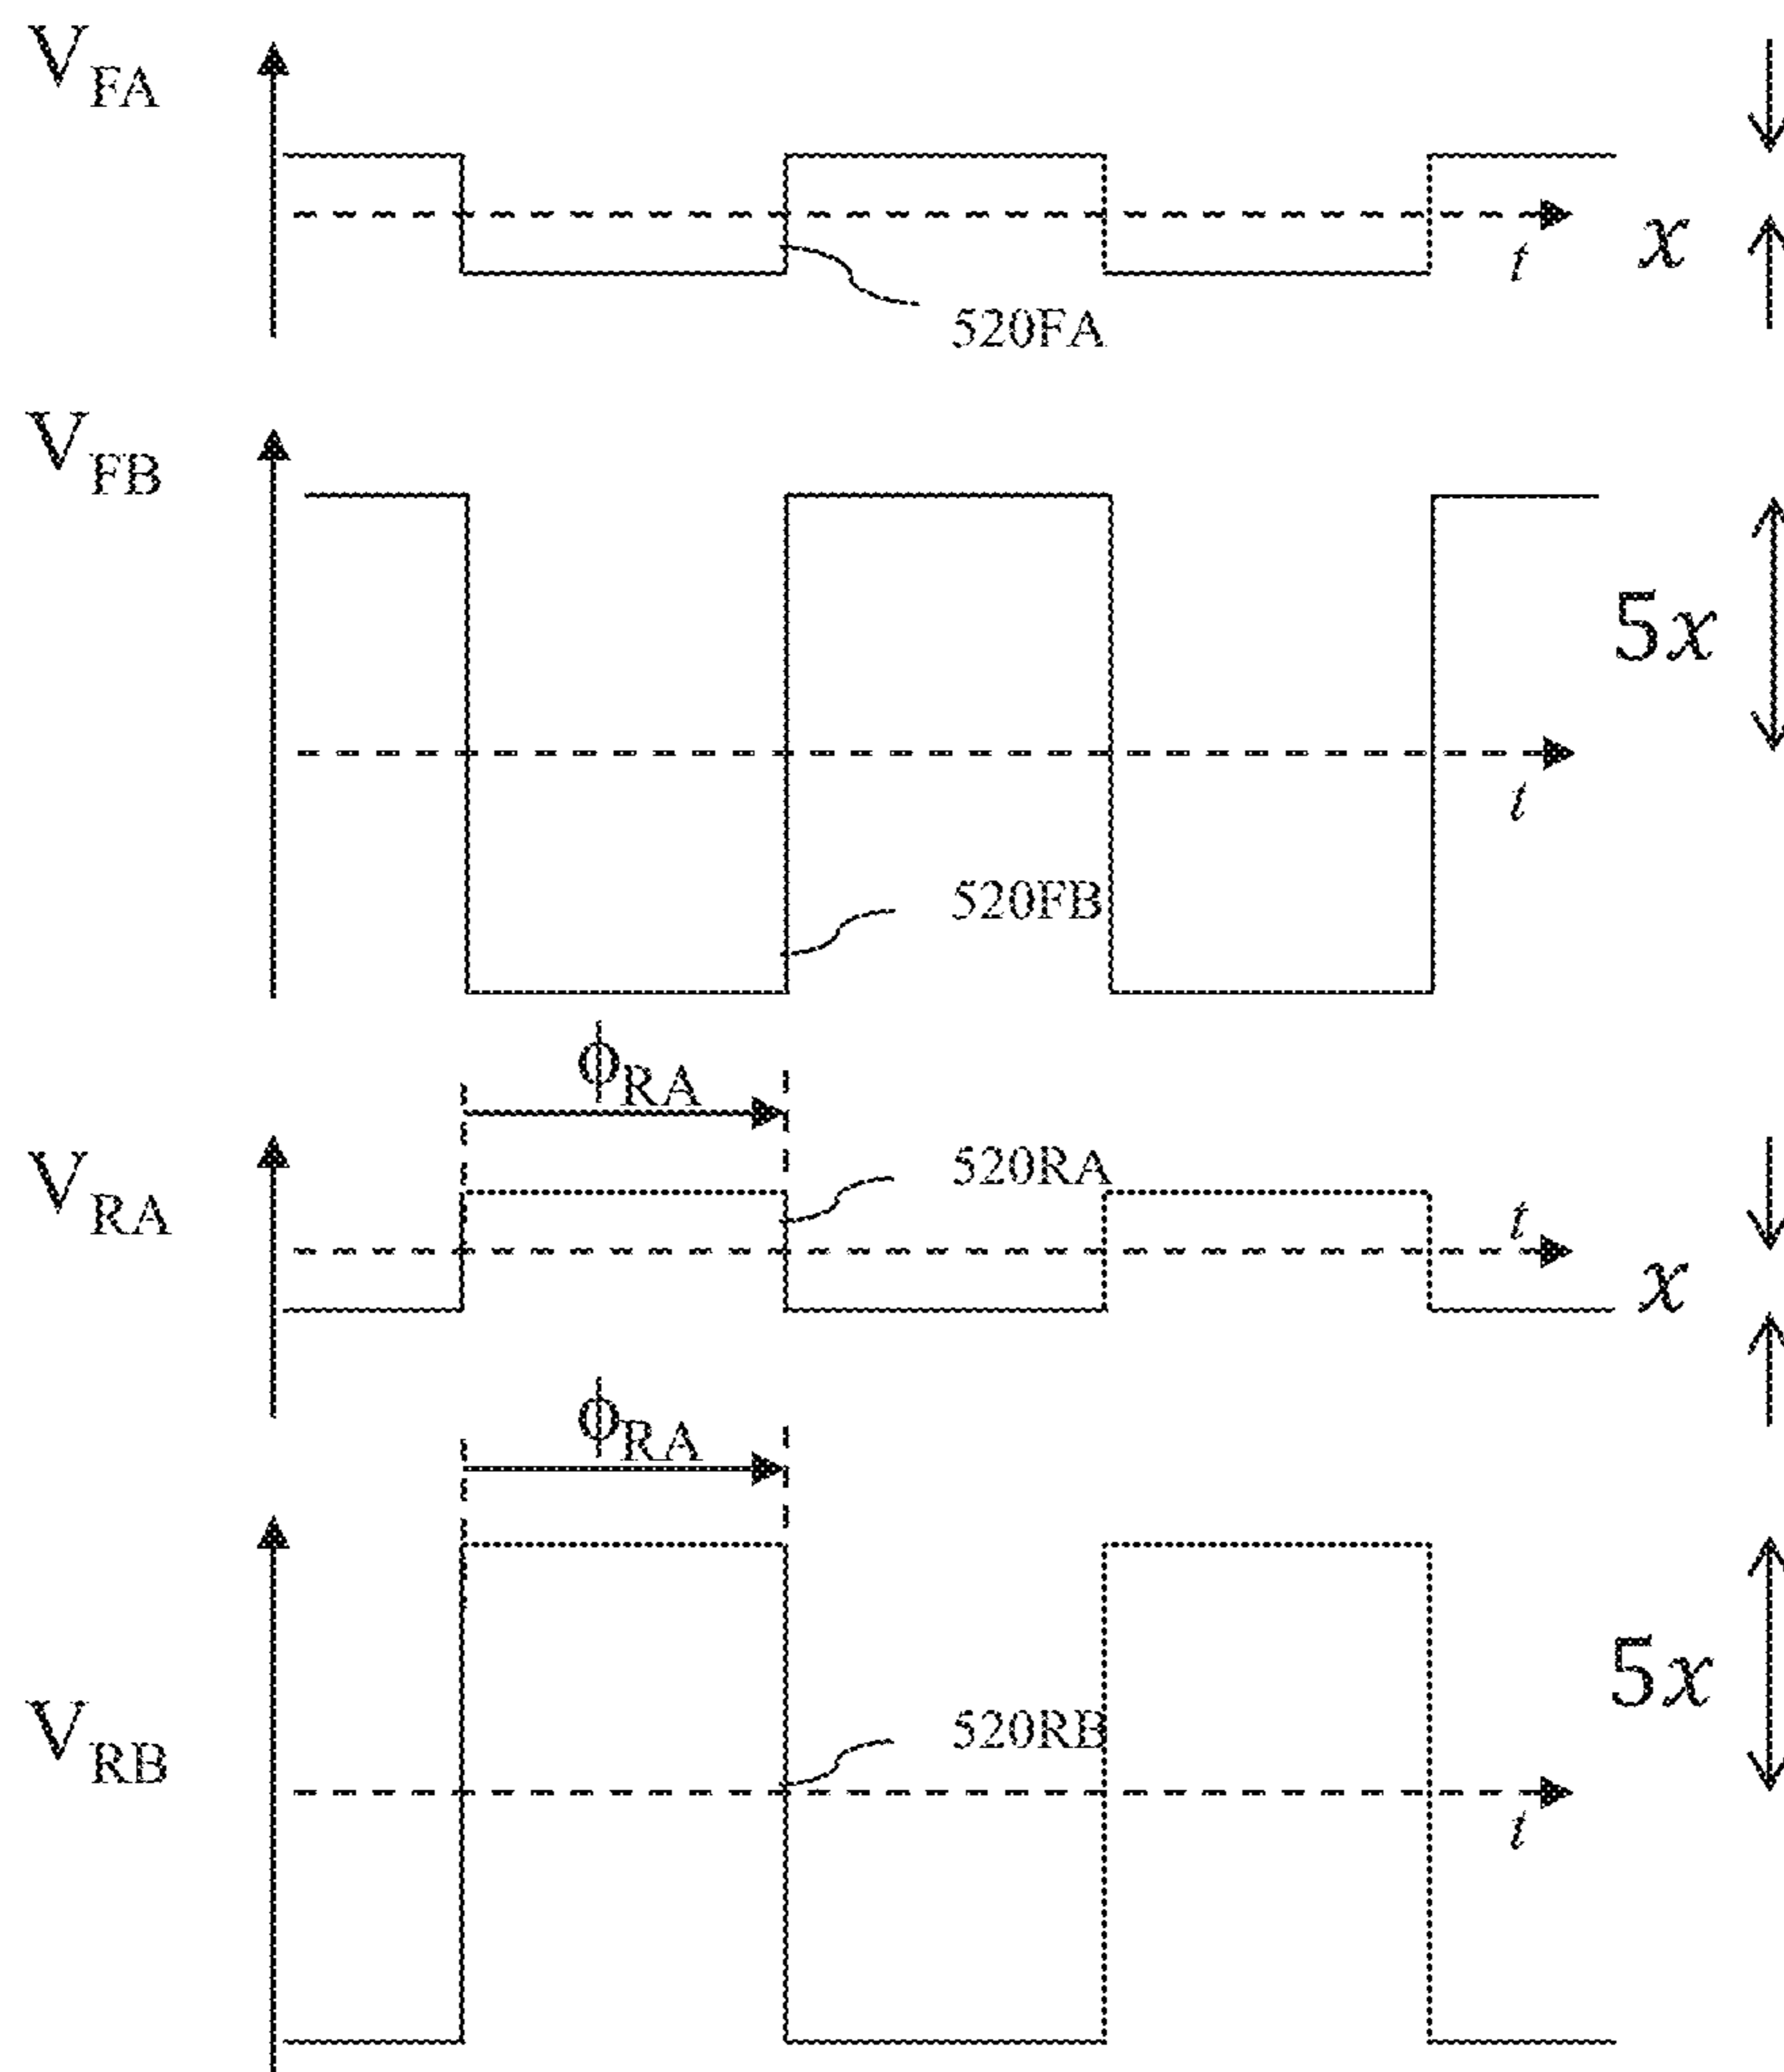 V_FA
x
t
520FA
V_FB
5x
t
520FB
ϕ_RA
V_RA
520RA
t
x
ϕ_RA
5x
V_RB
520RB
t